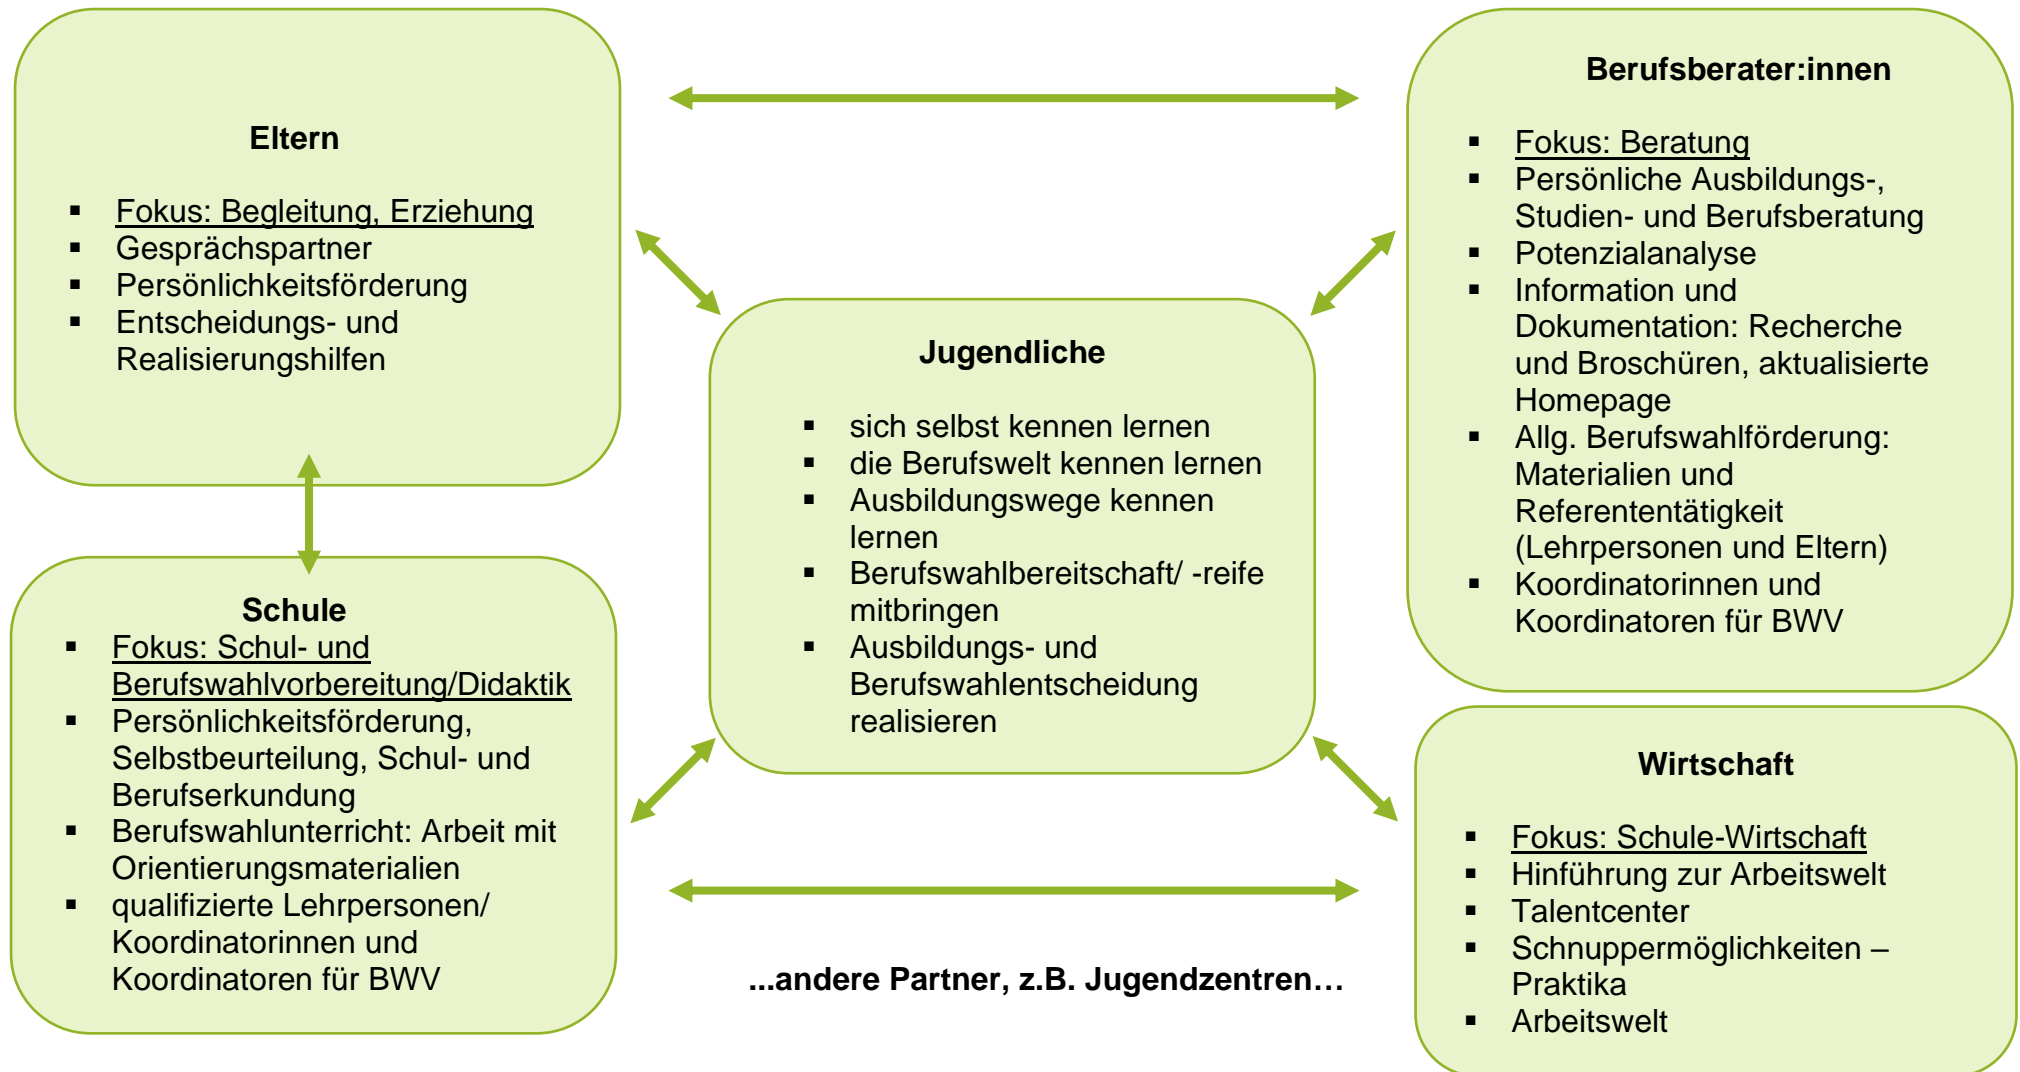 Eltern
▪ Fokus: Begleitung, Erziehung
▪ Gesprächspartner
▪ Persönlichkeitsförderung
▪ Entscheidungs- und
Realisierungshilfen
Berufsberater:innen
▪ Fokus: Beratung
▪ Persönliche Ausbildungs-,
Studien- und Berufsberatung
▪ Potenzialanalyse
▪ Information und
Dokumentation: Recherche
und Broschüren, aktualisierte
Homepage
▪ Allg. Berufswahlförderung:
Materialien und
Referententätigkeit
(Lehrpersonen und Eltern)
▪ Koordinatorinnen und
Koordinatoren für BWV
Jugendliche
▪ sich selbst kennen lernen
▪ die Berufswelt kennen lernen
▪ Ausbildungswege kennen
lernen
▪ Berufswahlbereitschaft/ -reife
mitbringen
▪ Ausbildungs- und
Berufswahlentscheidung
realisieren
Schule
▪ Fokus: Schul- und
Berufswahlvorbereitung/Didaktik
▪ Persönlichkeitsförderung,
Selbstbeurteilung, Schul- und
Berufserkundung
▪ Berufswahlunterricht: Arbeit mit
Orientierungsmaterialien
▪ qualifizierte Lehrpersonen/
Koordinatorinnen und
Koordinatoren für BWV
Wirtschaft
▪ Fokus: Schule-Wirtschaft
▪ Hinführung zur Arbeitswelt
▪ Talentcenter
▪ Schnuppermöglichkeiten –
Praktika
▪ Arbeitswelt
...andere Partner, z.B. Jugendzentren…